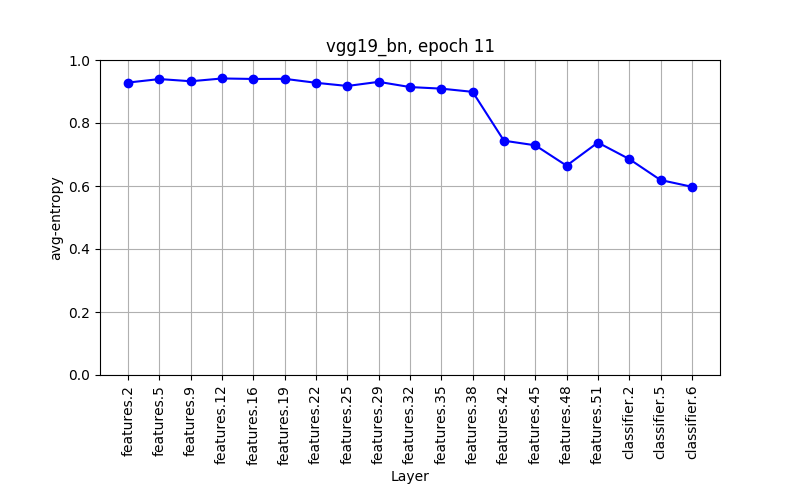 vgg19_bn, epoch 11
avg-entropy
1.0
0.8
0.6
0.4
0.2
0.0
features.2
features.5
features.9
features.12
features.16
features.19
features.22
features.25
features.29
features.32
features.35
features.38
features.42
features.45
features.48
features.51
classifier.2
classifier.5
classifier.6
Layer